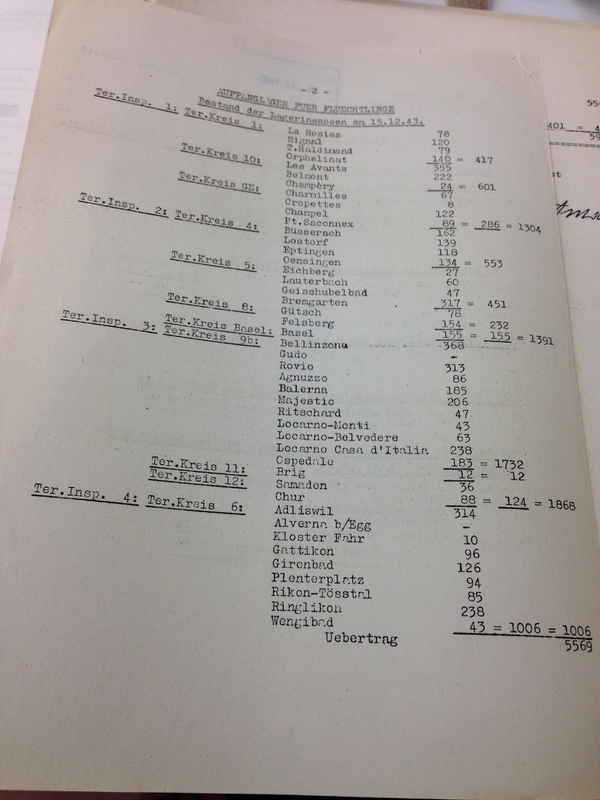 - 2 -
AUFFANGLAGER FUER FLUECHTLINGE
Bestand der Lagerinsassen am 15.12.43.
Ter.Insp. 1: Ter.Kreis 1: La Rosiaz 78
Signal 120
T.Haldimand 79
Orphelinat 140 = 417
Ter.Kreis 10: Les Avants 355
Belmont 222
Champéry 24 = 601
Ter.Kreis GE: Charnilles 67
Cropettes 8
Champel 122
Pt.Saconnex 89 = 286 = 1304
Ter.Insp. 2: Ter.Kreis 4: Büsserach 162
Lostorf 139
Eptingen 118
Oensingen 134 = 553
Ter.Kreis 5: Eichberg 27
Lauterbach 60
Geisshubelbad 47
Bremgarten 317 = 451
Ter.Kreis 8: Gütsch 78
Felsberg 154 = 232
Ter.Kreis Basel: Basel 155 = 155 = 1391
Ter.Insp. 3: Ter.Kreis 9b: Bellinzona 368
Gudo -
Rovio 313
Agnuzzo 86
Balerna 185
Majestic 206
Ritschard 47
Locarno-Monti 43
Locarno-Belvedere 63
Locarno Casa d'Italia 238
Ospedale 183 = 1732
Ter.Kreis 11: Brig 12 = 12
Ter.Kreis 12: Samaden 36
Chur 88 = 124 = 1868
Ter.Insp. 4: Ter.Kreis 6: Adliswil 314
Alverna b/Egg -
Kloster Fahr 10
Gattikon 96
Girenbad 126
Plenterplatz 94
Rikon-Tösstal 85
Ringlikon 238
Wengibad 43 = 1006 = 1006
Uebertrag 5569